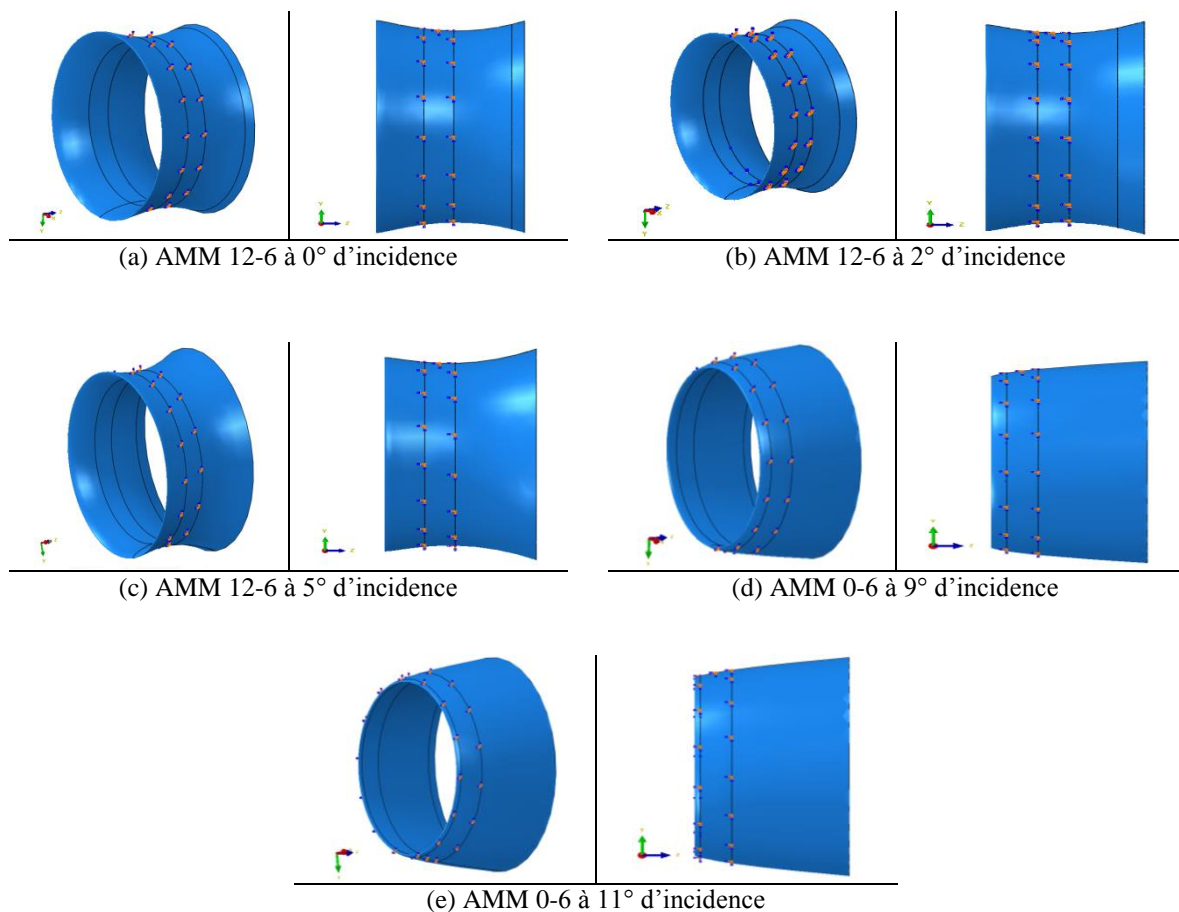 (a) AMM 12-6 à 0° d’incidence
(b) AMM 12-6 à 2° d’incidence
(c) AMM 12-6 à 5° d’incidence
(d) AMM 0-6 à 9° d’incidence
(e) AMM 0-6 à 11° d’incidence